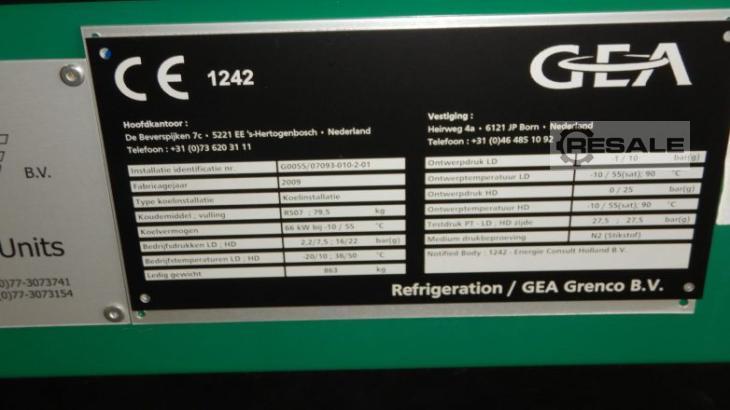 CE 1242
GEA
Hoofdkantoor :
De Beverspijken 7c • 5221 EE 's-Hertogenbosch • Nederland
Telefoon : +31 (0)73 620 31 11
Vestiging :
Heirweg 4a • 6121 JP Born • Nederland
Telefoon : +31 (0)46 485 10 92
RESALE
Installatie identificatie nr. G0055/07093-010-2-01
Fabricagejaar 2009
Type koelinstallatie Koelinstallatie
Koudemiddel ; vulling R507 ; 79,5 kg
Koelvermogen 66 kW bij -10 / 55 °C
Bedrijfsdrukken LD ; HD 2,2/7,5 ; 16/22 bar(g)
Bedrijfstemperaturen LD ; HD -20/10 ; 36/50 °C
Ledig gewicht 863 kg
Ontwerpdruk LD -1 / 10 bar(g)
Ontwerptemperatuur LD -10 / 55(sat); 90 °C
Ontwerpdruk HD 0 / 25 bar(g)
Ontwerptemperatuur HD -10 / 55(sat); 90 °C
Testdruk PT - LD ; HD zijde 27,5 ; 27,5 bar(g)
Medium drukbeproeving N2 (Stikstof)
Notified Body : 1242 - Energie Consult Holland B.V.
Refrigeration / GEA Grenco B.V.
B.V.
Units
0)77-3073741
(0)77-3073154